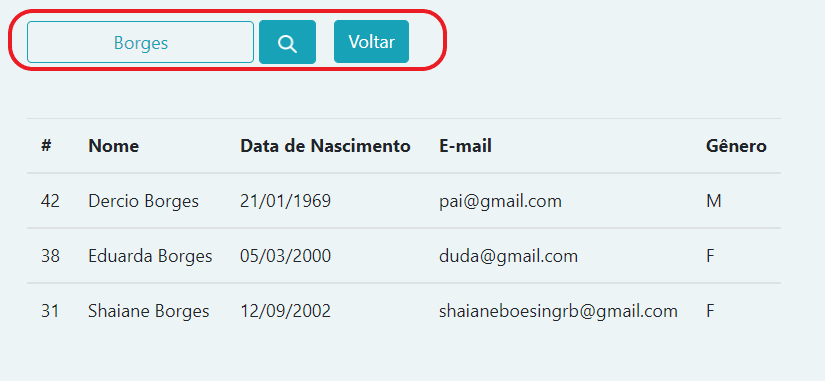 Borges Voltar
# Nome Data de Nascimento E-mail Gênero
42 Dercio Borges 21/01/1969 pai@gmail.com M
38 Eduarda Borges 05/03/2000 duda@gmail.com F
31 Shaiane Borges 12/09/2002 shaianeboesingrb@gmail.com F